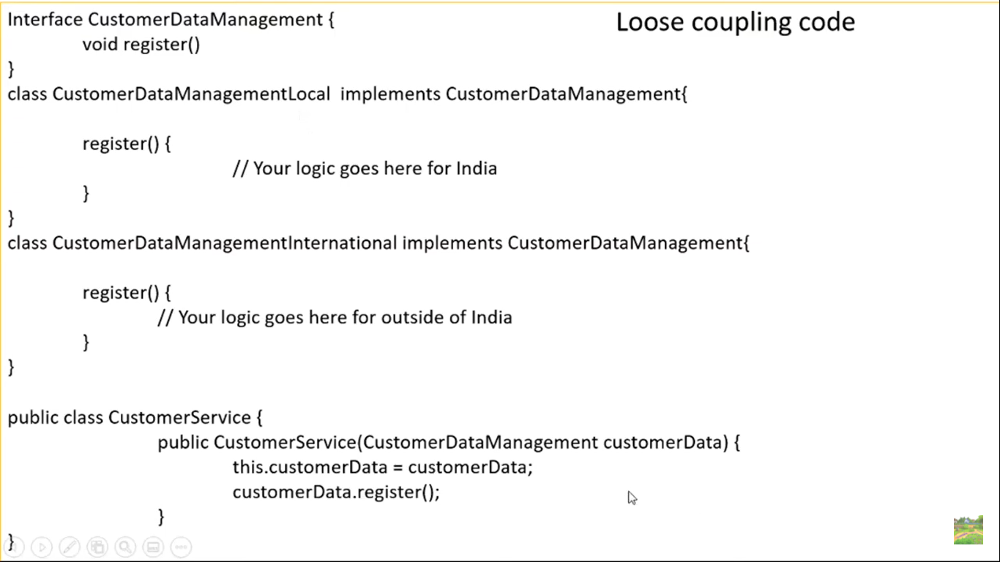 Loose coupling code
Interface CustomerDataManagement {
void register()
}
class CustomerDataManagementLocal  implements CustomerDataManagement{
register() {
// Your logic goes here for India
}
}
class CustomerDataManagementInternational implements CustomerDataManagement{
register() {
// Your logic goes here for outside of India
}
}
public class CustomerService {
public CustomerService(CustomerDataManagement customerData) {
this.customerData = customerData;
customerData.register();
}
}